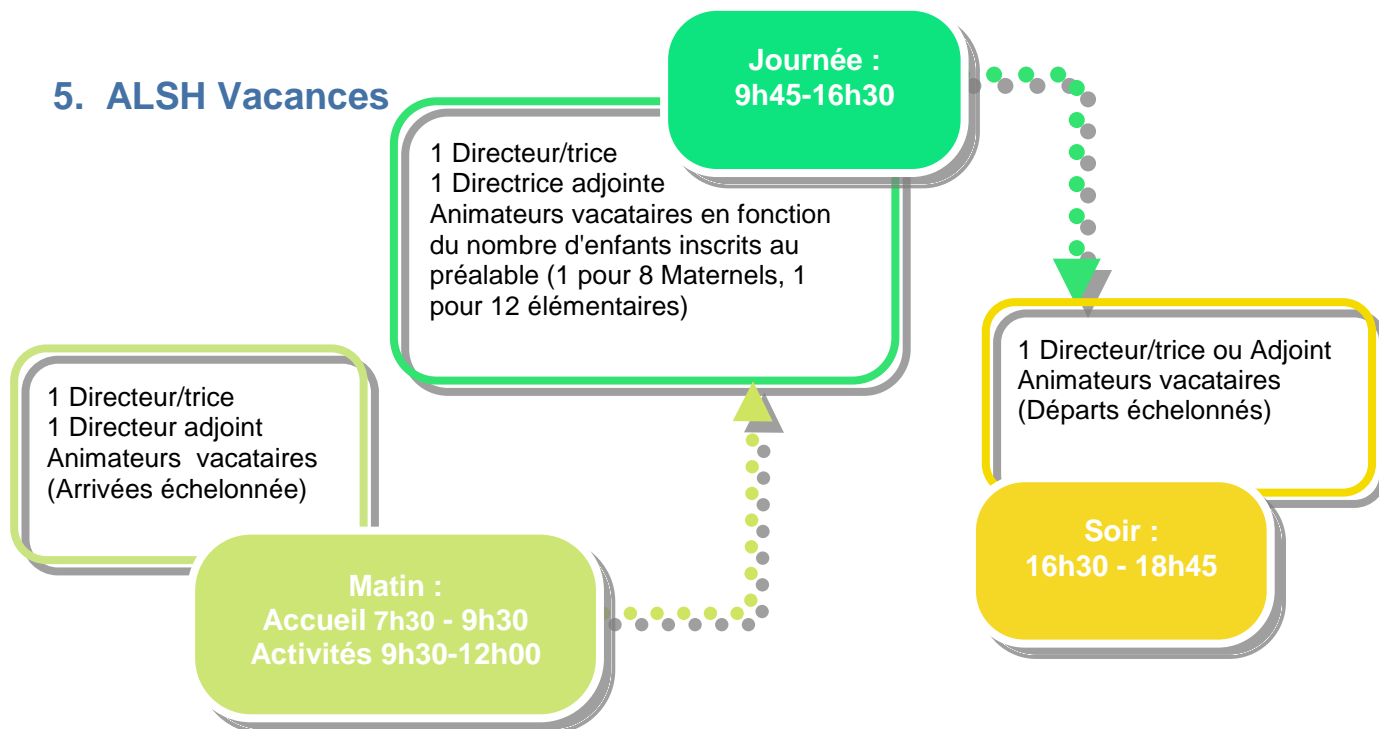 5. ALSH Vacances
Journée :
9h45-16h30
1 Directeur/trice
1 Directrice adjointe
Animateurs vacataires en fonction
du nombre d'enfants inscrits au
préalable (1 pour 8 Maternels, 1
pour 12 élémentaires)
1 Directeur/trice
1 Directeur adjoint
Animateurs vacataires
(Arrivées échelonnée)
Matin :
Accueil 7h30 - 9h30
Activités 9h30-12h00
1 Directeur/trice ou Adjoint
Animateurs vacataires
(Départs échelonnés)
Soir :
16h30 - 18h45